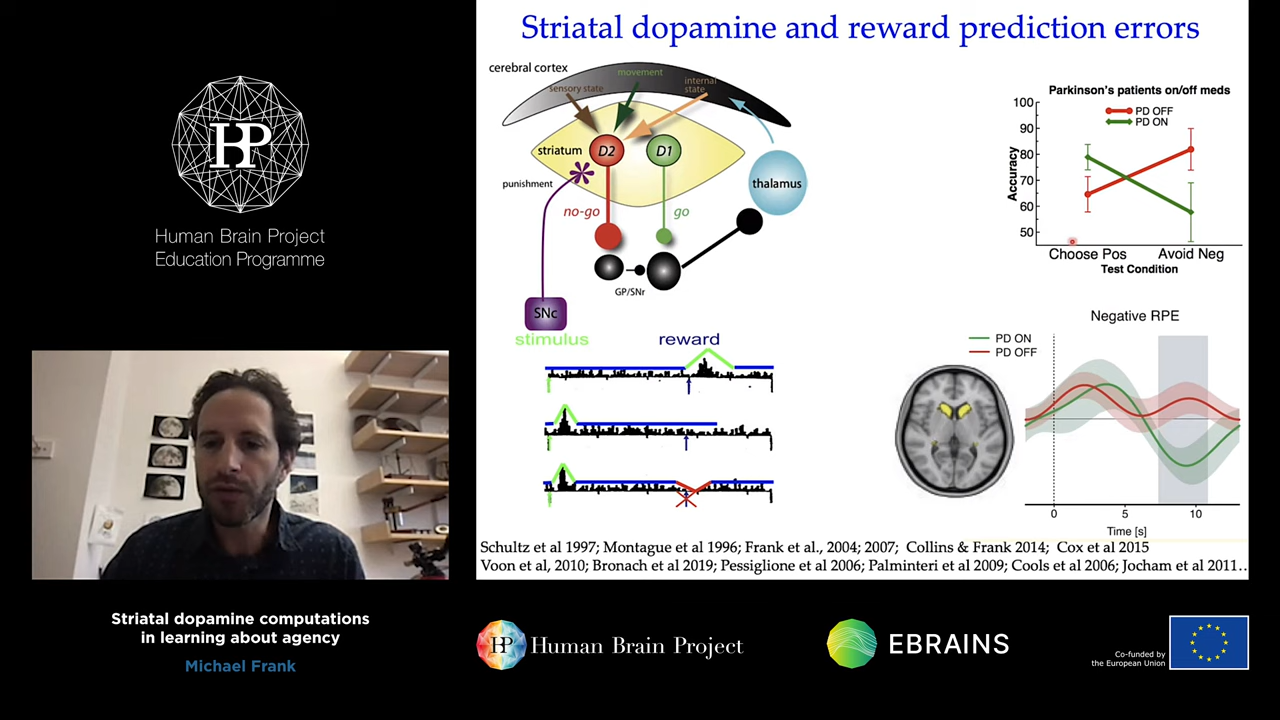 HP
Human Brain Project
Education Programme
Striatal dopamine computations
in learning about agency
Michael Frank
Striatal dopamine and reward prediction errors
cerebral cortex
sensory state
movement
internal
state
striatum
D2
D1
punishment
thalamus
no-go
go
GP/SNr
SNc
stimulus
reward
Parkinson's patients on/off meds
PD OFF
PD ON
Accuracy
100
90
80
70
60
50
Choose Pos
Avoid Neg
Test Condition
Negative RPE
PD ON
PD OFF
0
5
10
Time [s]
Schultz et al 1997; Montague et al 1996; Frank et al., 2004; 2007; Collins & Frank 2014; Cox et al 2015
Voon et al, 2010; Bronach et al 2019; Pessiglione et al 2006; Palminteri et al 2009; Cools et al 2006; Jocham et al 2011…
HP
Human Brain Project
EBRAINS
Co-funded by
the European Union